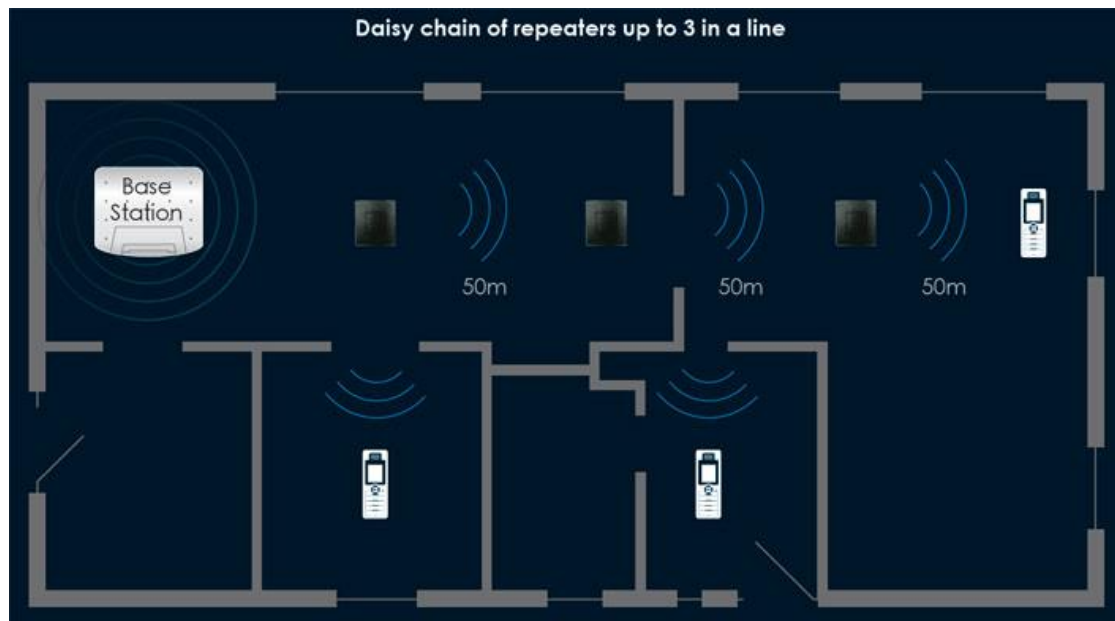 Daisy chain of repeaters up to 3 in a line
Base
Station
50m
50m
50m